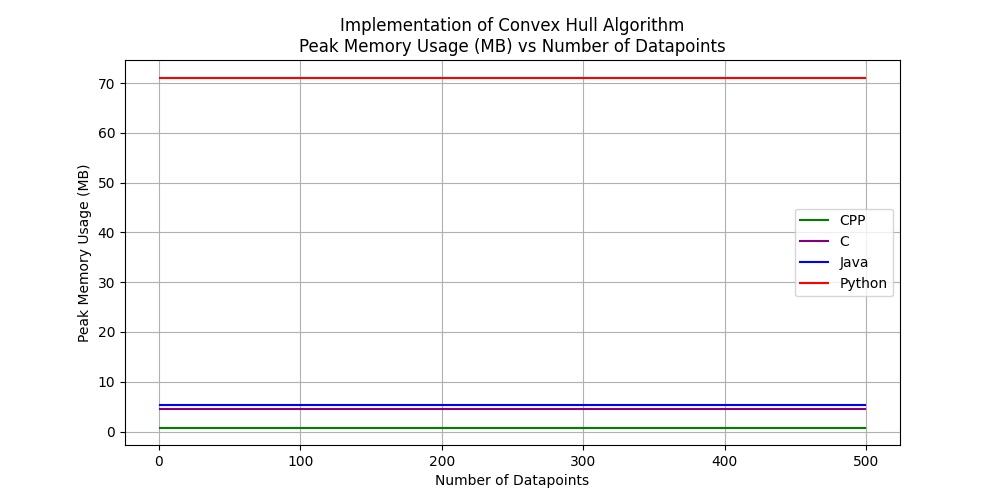 Implementation of Convex Hull Algorithm
Peak Memory Usage (MB) vs Number of Datapoints
Peak Memory Usage (MB)
70
60
50
40
30
20
10
0
CPP
C
Java
Python
0 100 200 300 400 500
Number of Datapoints